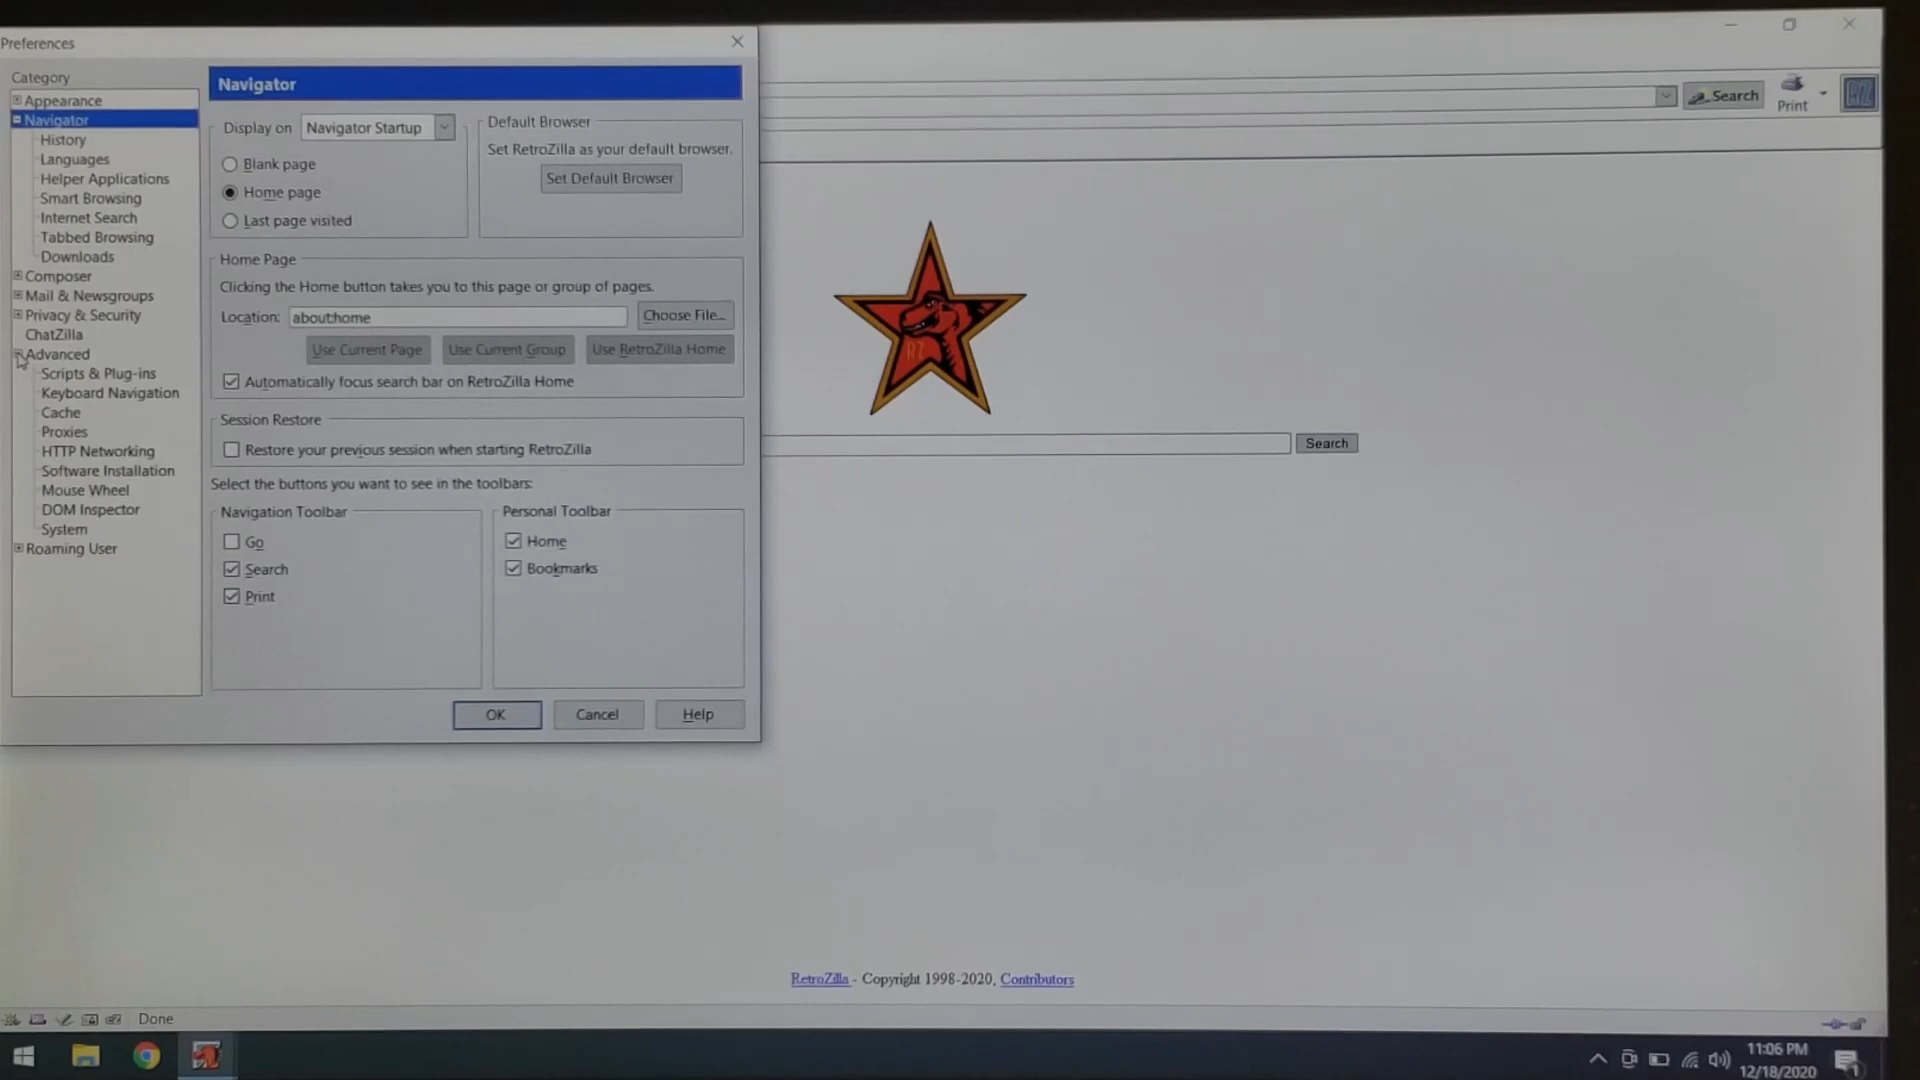 Preferences
Category
Appearance
Navigator
History
Languages
Helper Applications
Smart Browsing
Internet Search
Tabbed Browsing
Downloads
Composer
Mail & Newsgroups
Privacy & Security
ChatZilla
Advanced
Scripts & Plug-ins
Keyboard Navigation
Cache
Proxies
HTTP Networking
Software Installation
Mouse Wheel
DOM Inspector
System
Roaming User
Navigator
Display on Navigator Startup
Blank page
Home page
Last page visited
Default Browser
Set RetroZilla as your default browser.
Set Default Browser
Home Page
Clicking the Home button takes you to this page or group of pages.
Location: about:home Choose File...
Use Current Page Use Current Group Use RetroZilla Home
Automatically focus search bar on RetroZilla Home
Session Restore
Restore your previous session when starting RetroZilla
Select the buttons you want to see in the toolbars:
Navigation Toolbar
Go
Search
Print
Personal Toolbar
Home
Bookmarks
OK Cancel Help
Search Print RZ
RZ
Search
RetroZilla - Copyright 1998-2020, Contributors
Done
11:06 PM
12/18/2020
1